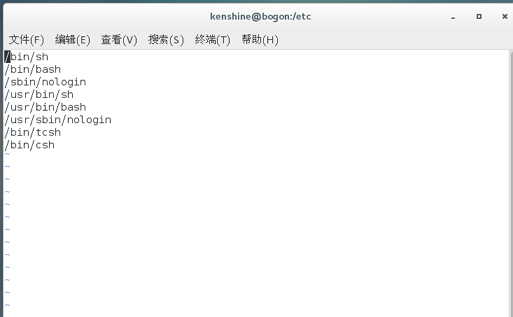 kenshine@bogon:/etc
文件(F) 编辑(E) 查看(V) 搜索(S) 终端(T) 帮助(H)
/bin/sh
/bin/bash
/sbin/nologin
/usr/bin/sh
/usr/bin/bash
/usr/sbin/nologin
/bin/tcsh
/bin/csh
~
~
~
~
~
~
~
~
~
~
~
~
~